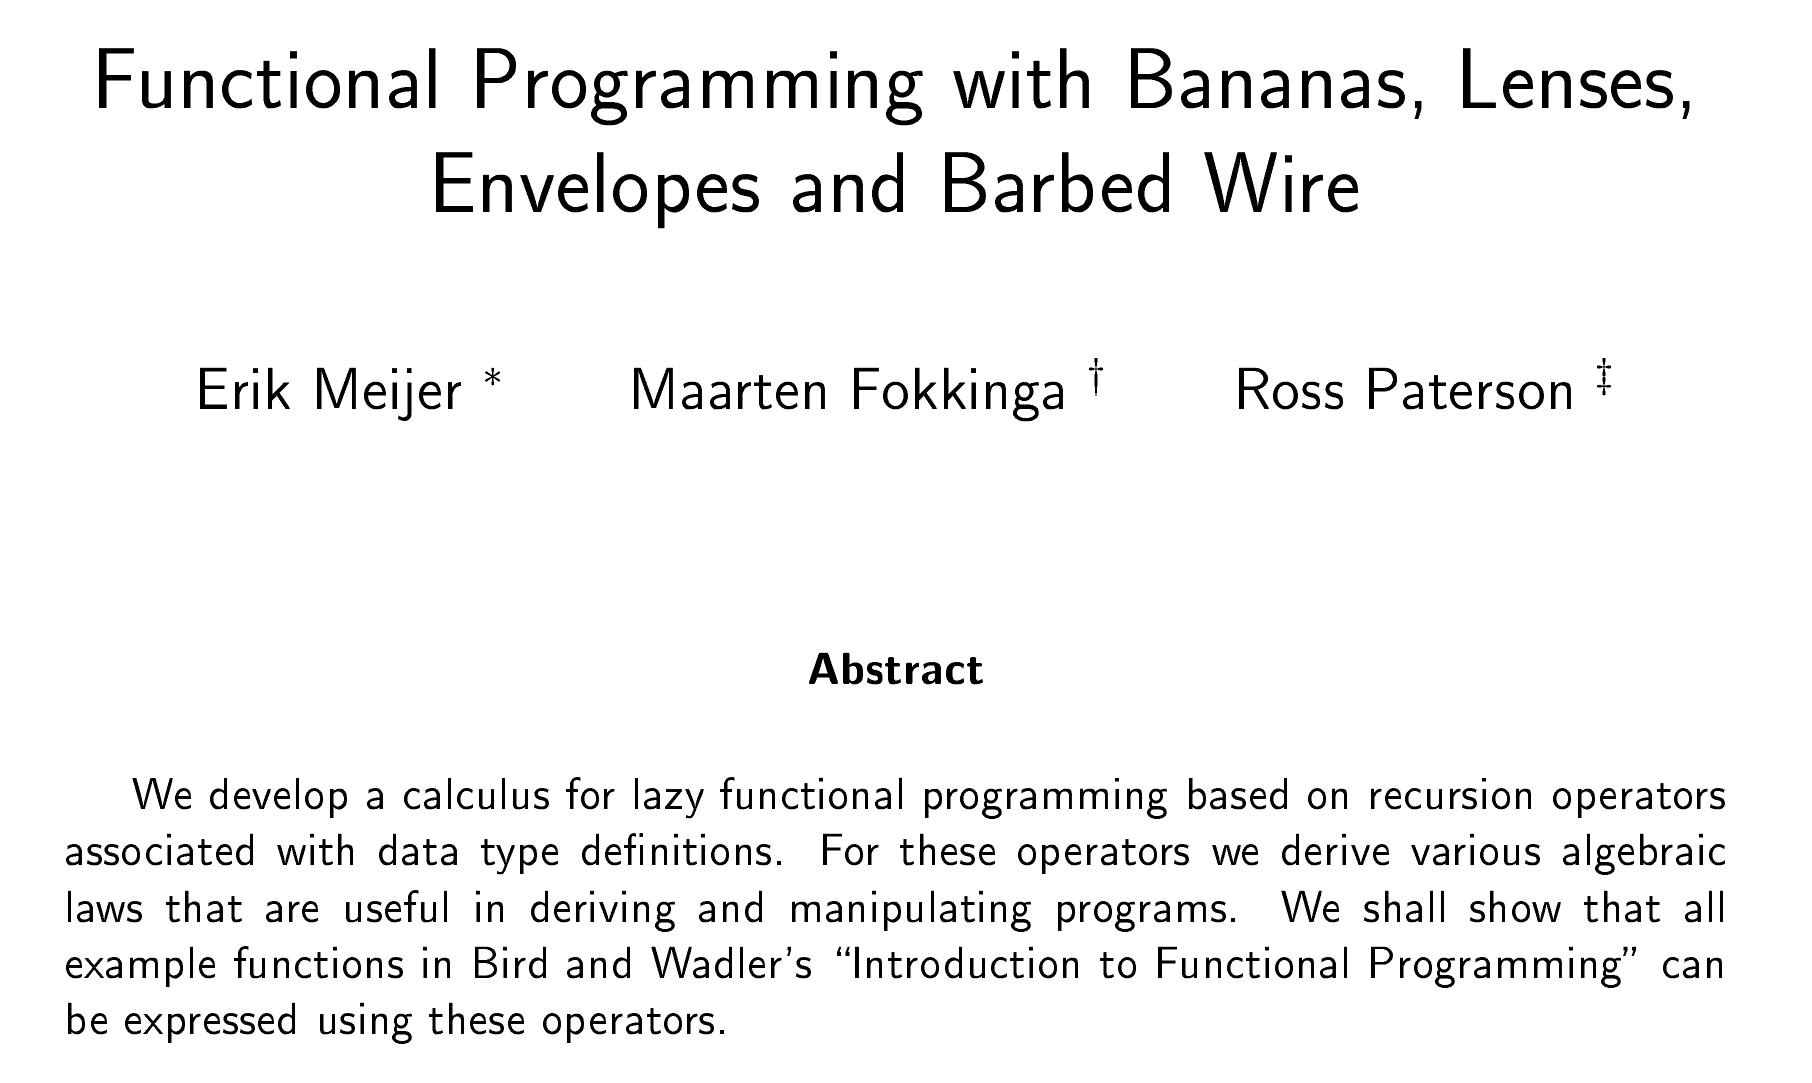 Functional Programming with Bananas, Lenses,
Envelopes and Barbed Wire
Erik Meijer * Maarten Fokkinga † Ross Paterson ‡
Abstract
We develop a calculus for lazy functional programming based on recursion operators
associated with data type definitions. For these operators we derive various algebraic
laws that are useful in deriving and manipulating programs. We shall show that all
example functions in Bird and Wadler's “Introduction to Functional Programming” can
be expressed using these operators.